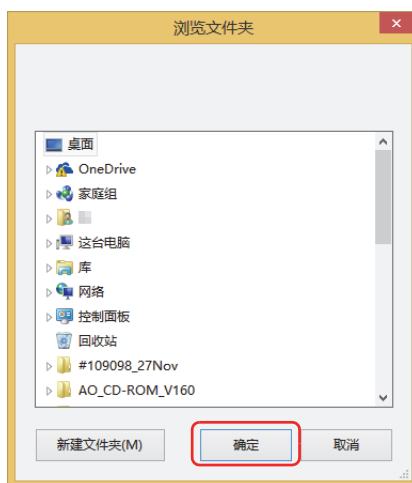 浏览文件夹
桌面
OneDrive
家庭组
这台电脑
库
网络
控制面板
回收站
#109098_27Nov
AO_CD-ROM_V160
新建文件夹(M) 确定 取消